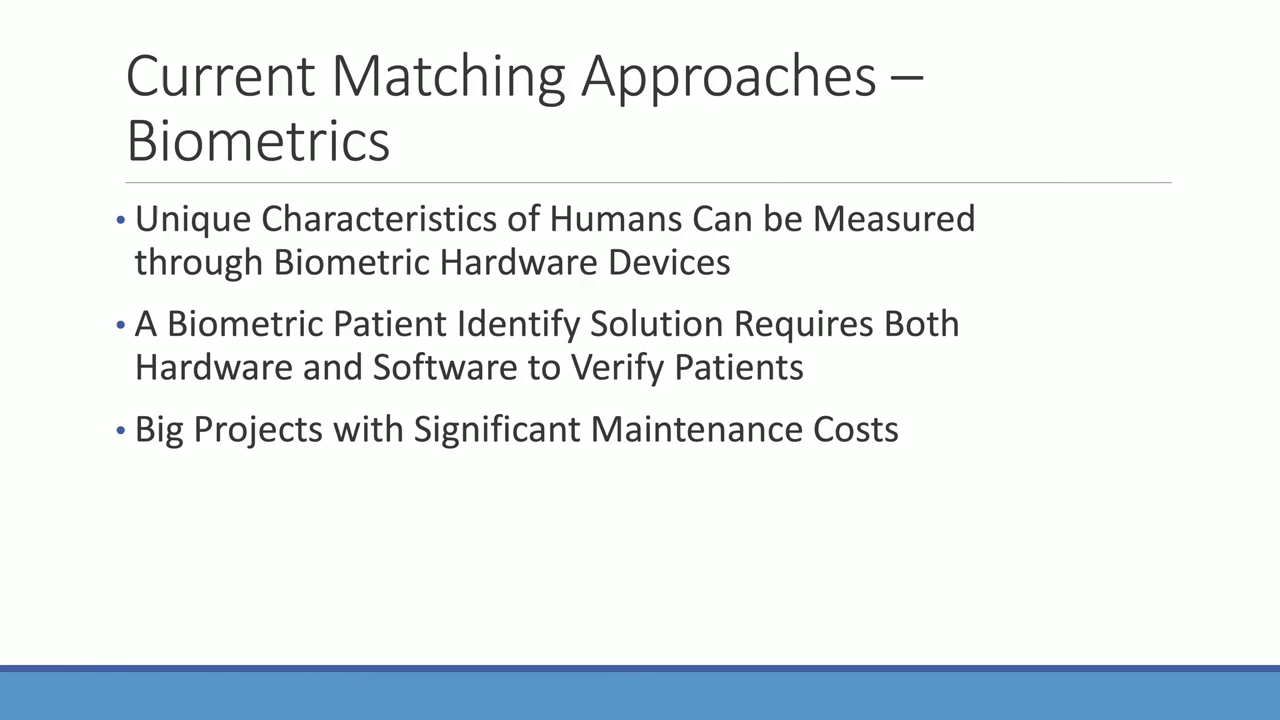 Current Matching Approaches –
Biometrics
• Unique Characteristics of Humans Can be Measured
through Biometric Hardware Devices
• A Biometric Patient Identify Solution Requires Both
Hardware and Software to Verify Patients
• Big Projects with Significant Maintenance Costs